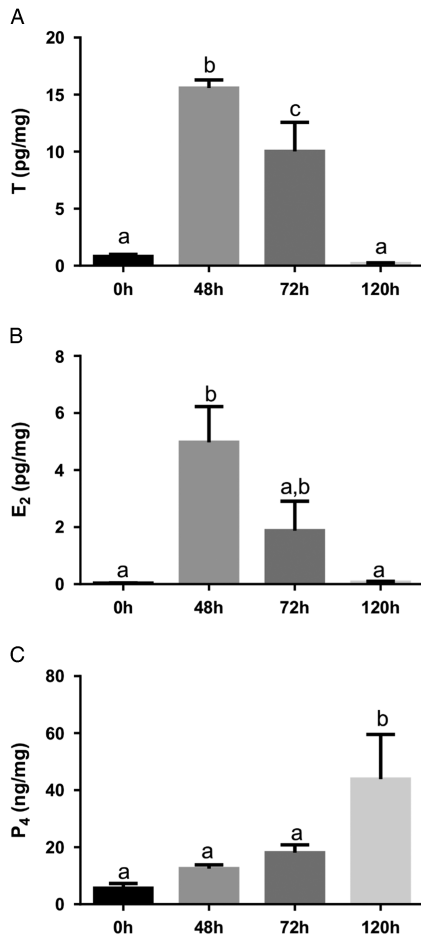 A
T (pg/mg)
20
15
10
5
0
a
b
c
a
0h 48h 72h 120h
B
E2 (pg/mg)
8
6
4
2
0
a
b
a,b
a
0h 48h 72h 120h
C
P4 (ng/mg)
80
60
40
20
0
a
a
a
b
0h 48h 72h 120h